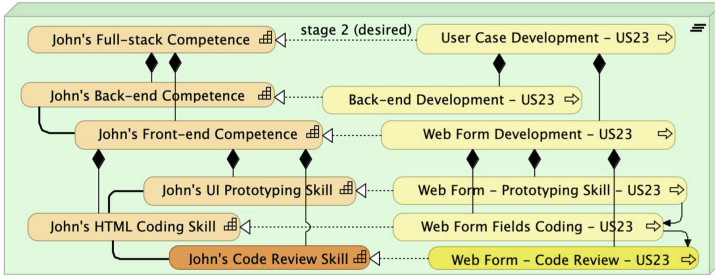 stage 2 (desired)
John's Full-stack Competence
User Case Development - US23
John's Back-end Competence
Back-end Development - US23
John's Front-end Competence
Web Form Development - US23
John's UI Prototyping Skill
Web Form - Prototyping Skill - US23
John's HTML Coding Skill
Web Form Fields Coding - US23
John's Code Review Skill
Web Form - Code Review - US23